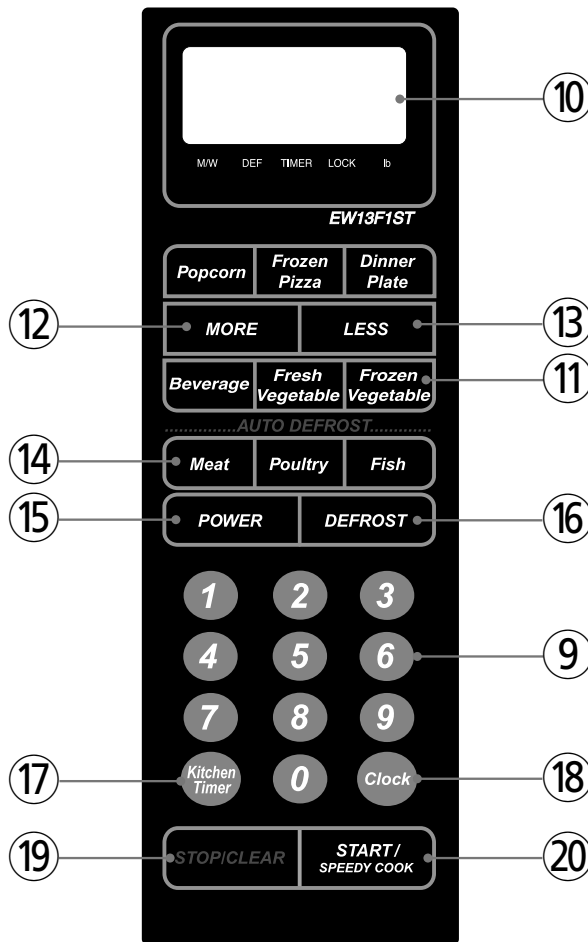 10
M/W DEF TIMER LOCK lb
EW13F1ST
Popcorn Frozen Pizza Dinner Plate
12 MORE LESS 13
Beverage Fresh Vegetable Frozen Vegetable 11
...............AUTO DEFROST..............
14 Meat Poultry Fish
15 POWER DEFROST 16
1 2 3
4 5 6 9
7 8 9
17 Kitchen Timer 0 Clock 18
19 STOP/CLEAR START / SPEEDY COOK 20